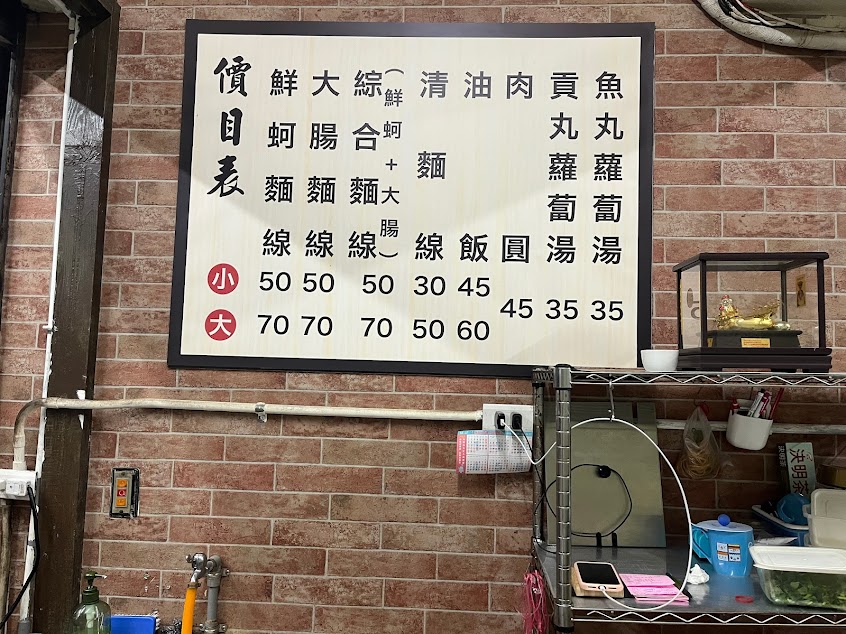 價目表
鮮蚵麵線
大腸麵線
綜合麵線
(鮮蚵+大腸)
清麵線
油飯
肉圓
貢丸蘿蔔湯
魚丸蘿蔔湯
小 50 50 50 30 45
大 70 70 70 50 60
45 35 35
決明茶